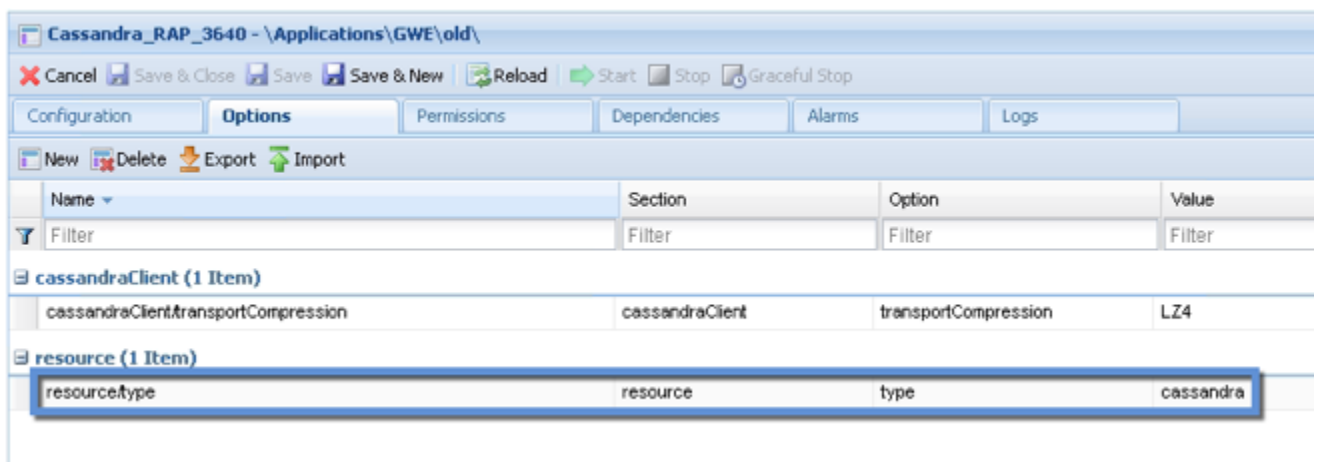 Cassandra_RAP_3640 - \Applications\GWE\old\
Cancel Save & Close Save Save & New Reload Start Stop Graceful Stop
Configuration Options Permissions Dependencies Alarms Logs
New Delete Export Import
Name Section Option Value
Filter Filter Filter Filter
cassandraClient (1 Item)
cassandraClient/transportCompression cassandraClient transportCompression LZ4
resource (1 Item)
resource/type resource type cassandra